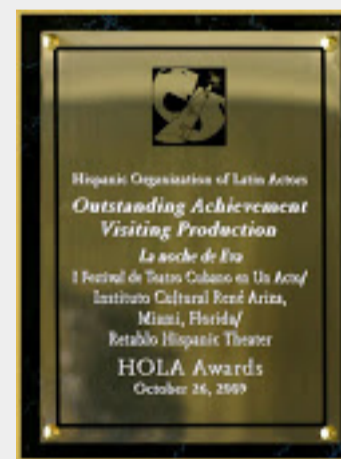 Hispanic Organization of Latin Actors
Outstanding Achievement
Visiting Production
La noche de Eva
I Festival de Teatro Cubano en Un Acto/
Instituto Cultural René Ariza,
Miami, Florida/
Retablo Hispanic Theater
HOLA Awards
October 26, 2009